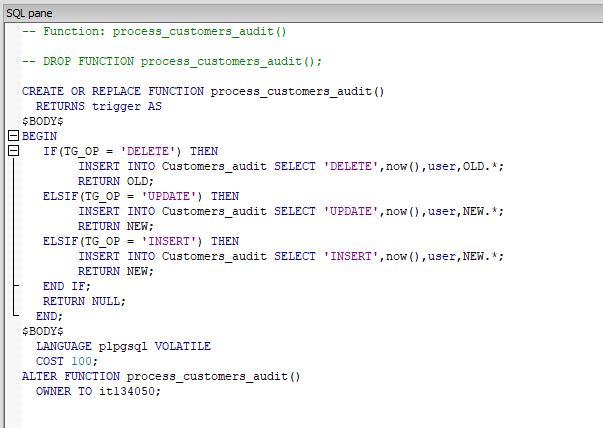 SQL pane
-- Function: process_customers_audit()
-- DROP FUNCTION process_customers_audit();
CREATE OR REPLACE FUNCTION process_customers_audit()
  RETURNS trigger AS
$BODY$
BEGIN
   IF(TG_OP = 'DELETE') THEN
        INSERT INTO Customers_audit SELECT 'DELETE',now(),user,OLD.*;
        RETURN OLD;
   ELSIF(TG_OP = 'UPDATE') THEN
        INSERT INTO Customers_audit SELECT 'UPDATE',now(),user,NEW.*;
        RETURN NEW;
   ELSIF(TG_OP = 'INSERT') THEN
        INSERT INTO Customers_audit SELECT 'INSERT',now(),user,NEW.*;
        RETURN NEW;
   END IF;
   RETURN NULL;
  END;
$BODY$
  LANGUAGE plpgsql VOLATILE
  COST 100;
ALTER FUNCTION process_customers_audit()
  OWNER TO it134050;